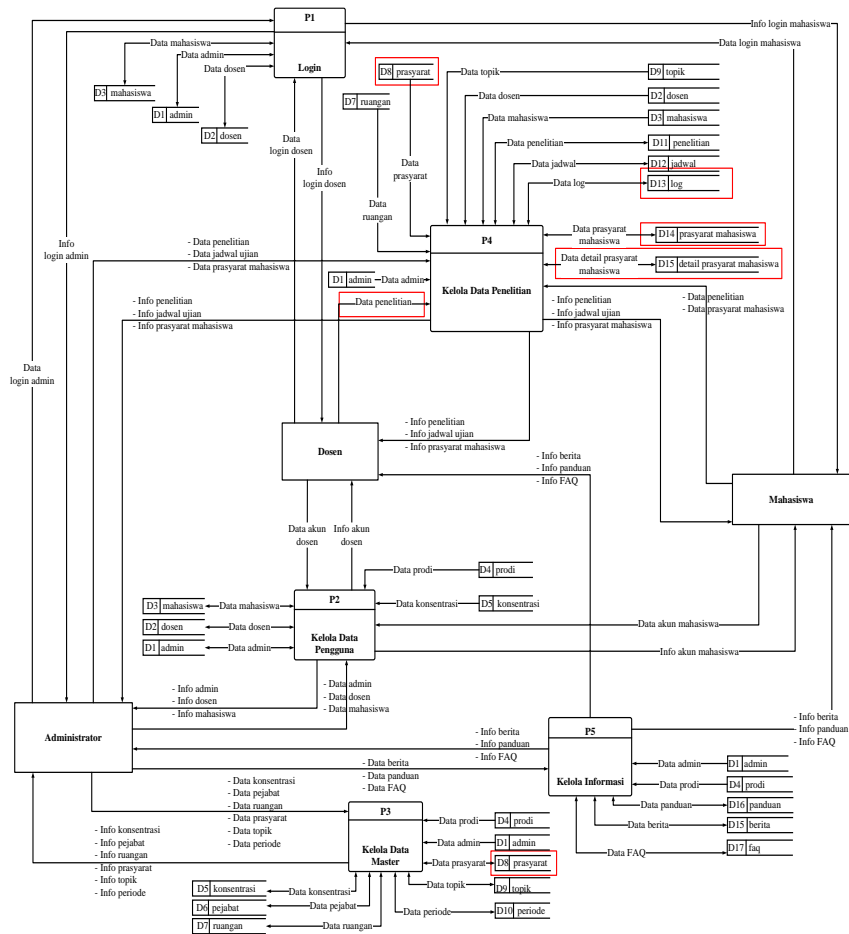 P1
Login
Info login mahasiswa
Data login mahasiswa
Data mahasiswa
Data admin
Data dosen
D3 mahasiswa
D1 admin
D2 dosen
D8 prasyarat
D7 ruangan
Data topik
D9 topik
Data dosen
D2 dosen
Data mahasiswa
D3 mahasiswa
Data penelitian
D11 penelitian
Data jadwal
D12 jadwal
Data log
D13 log
Data
login dosen
Info
login dosen
Data
prasyarat
Data
ruangan
Info
login admin
- Data penelitian
- Data jadwal ujian
- Data prasyarat mahasiswa
P4
Kelola Data Penelitian
Data prasyarat
mahasiswa
D14 prasyarat mahasiswa
Data detail prasyarat
mahasiswa
D15 detail prasyarat mahasiswa
D1 admin
Data admin
Data penelitian
- Info penelitian
- Info jadwal ujian
- Info prasyarat mahasiswa
- Info penelitian
- Info jadwal ujian
- Info prasyarat mahasiswa
- Data penelitian
- Data prasyarat mahasiswa
Data
login admin
Dosen
- Info penelitian
- Info jadwal ujian
- Info prasyarat mahasiswa
- Info berita
- Info panduan
- Info FAQ
Mahasiswa
Data akun
dosen
Info akun
dosen
Data prodi
D4 prodi
P2
Kelola Data
Pengguna
Data konsentrasi
D5 konsentrasi
D3 mahasiswa
Data mahasiswa
D2 dosen
Data dosen
D1 admin
Data admin
Data akun mahasiswa
Info akun mahasiswa
- Info admin
- Info dosen
- Info mahasiswa
- Data admin
- Data dosen
- Data mahasiswa
Administrator
- Info berita
- Info panduan
- Info FAQ
- Data berita
- Data panduan
- Data FAQ
P5
Kelola Informasi
- Info berita
- Info panduan
- Info FAQ
Data admin
D1 admin
Data prodi
D4 prodi
Data panduan
D16 panduan
Data berita
D15 berita
Data FAQ
D17 faq
- Data konsentrasi
- Data pejabat
- Data ruangan
- Data prasyarat
- Data topik
- Data periode
- Info konsentrasi
- Info pejabat
- Info ruangan
- Info prasyarat
- Info topik
- Info periode
P3
Kelola Data
Master
Data prodi
D4 prodi
Data admin
D1 admin
Data prasyarat
D8 prasyarat
Data topik
D9 topik
Data periode
D10 periode
D5 konsentrasi
Data konsentrasi
D6 pejabat
Data pejabat
D7 ruangan
Data ruangan